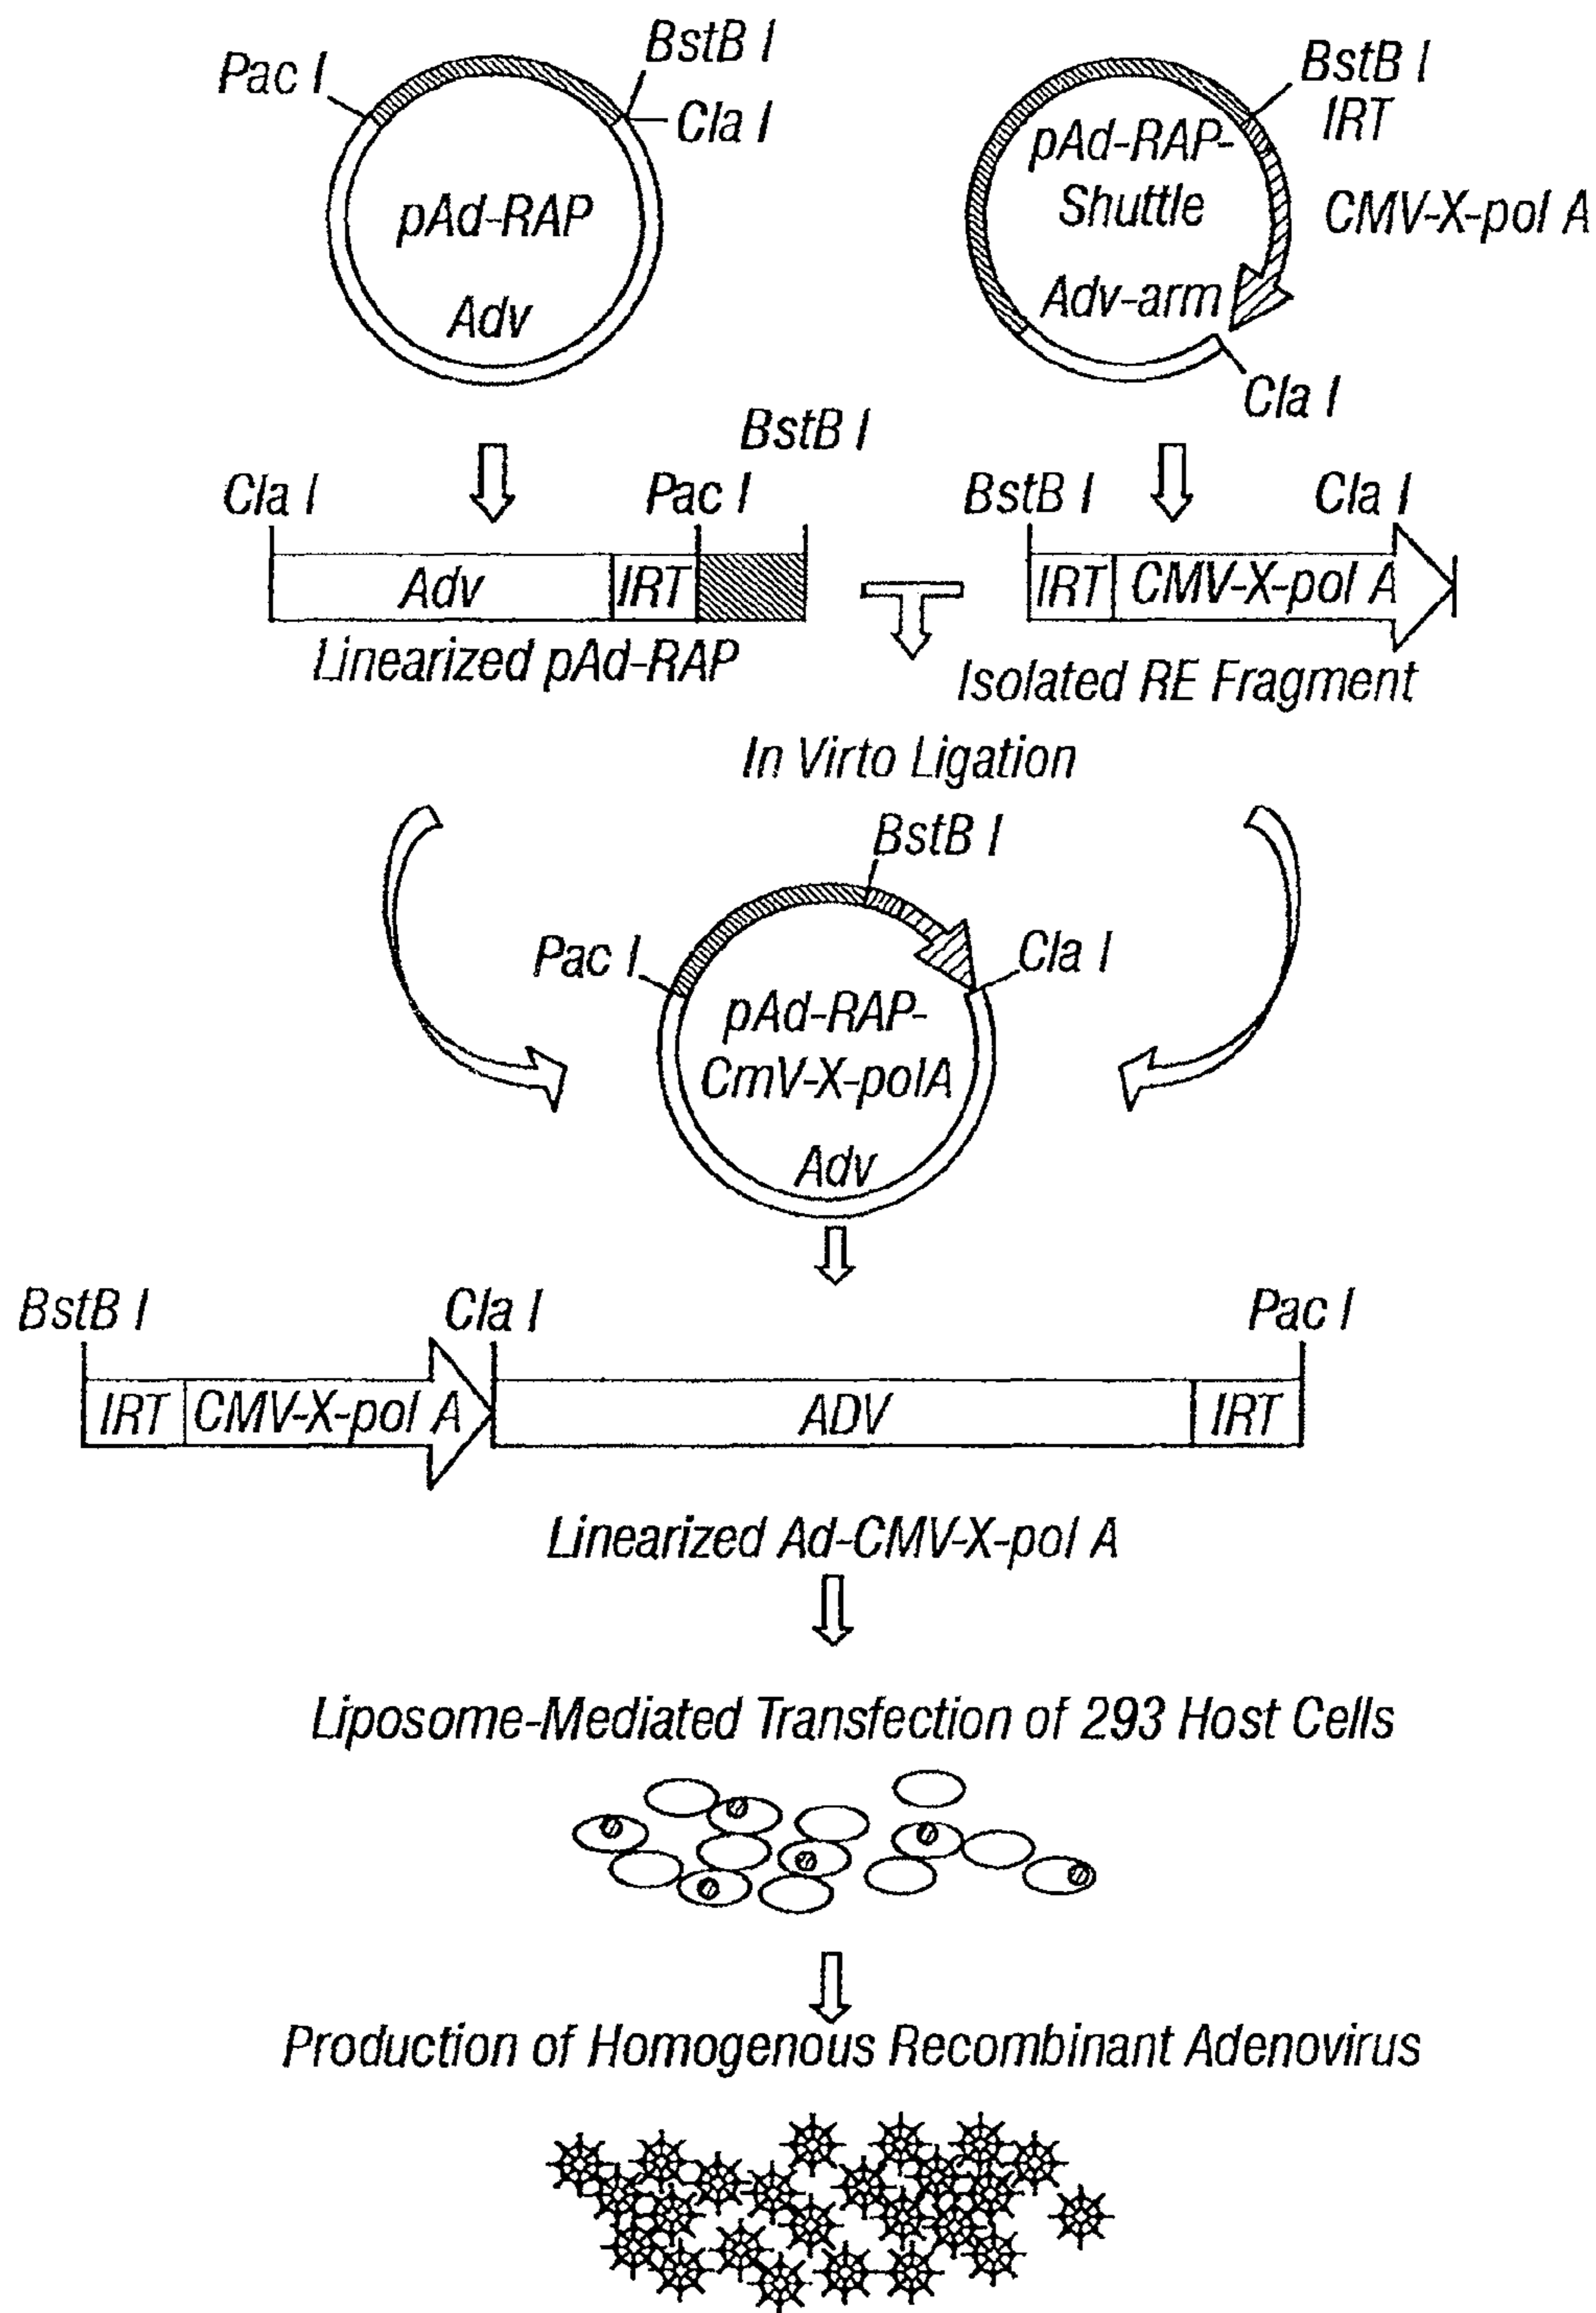 BstB I
Pac I
Cla I
pAd-RAP
Adv
BstB I
IRT
pAd-RAP-
Shuttle
CMV-X-pol A
Adv-arm
Cla I
BstB I
Cla I
Pac I
Adv
IRT
Linearized pAd-RAP
BstB I
Cla I
IRT
CMV-X-pol A
Isolated RE Fragment
In Virto Ligation
BstB I
Pac I
Cla I
pAd-RAP-
CmV-X-polA
Adv
BstB I
Cla I
Pac I
IRT
CMV-X-pol A
ADV
IRT
Linearized Ad-CMV-X-pol A
Liposome-Mediated Transfection of 293 Host Cells
Production of Homogenous Recombinant Adenovirus